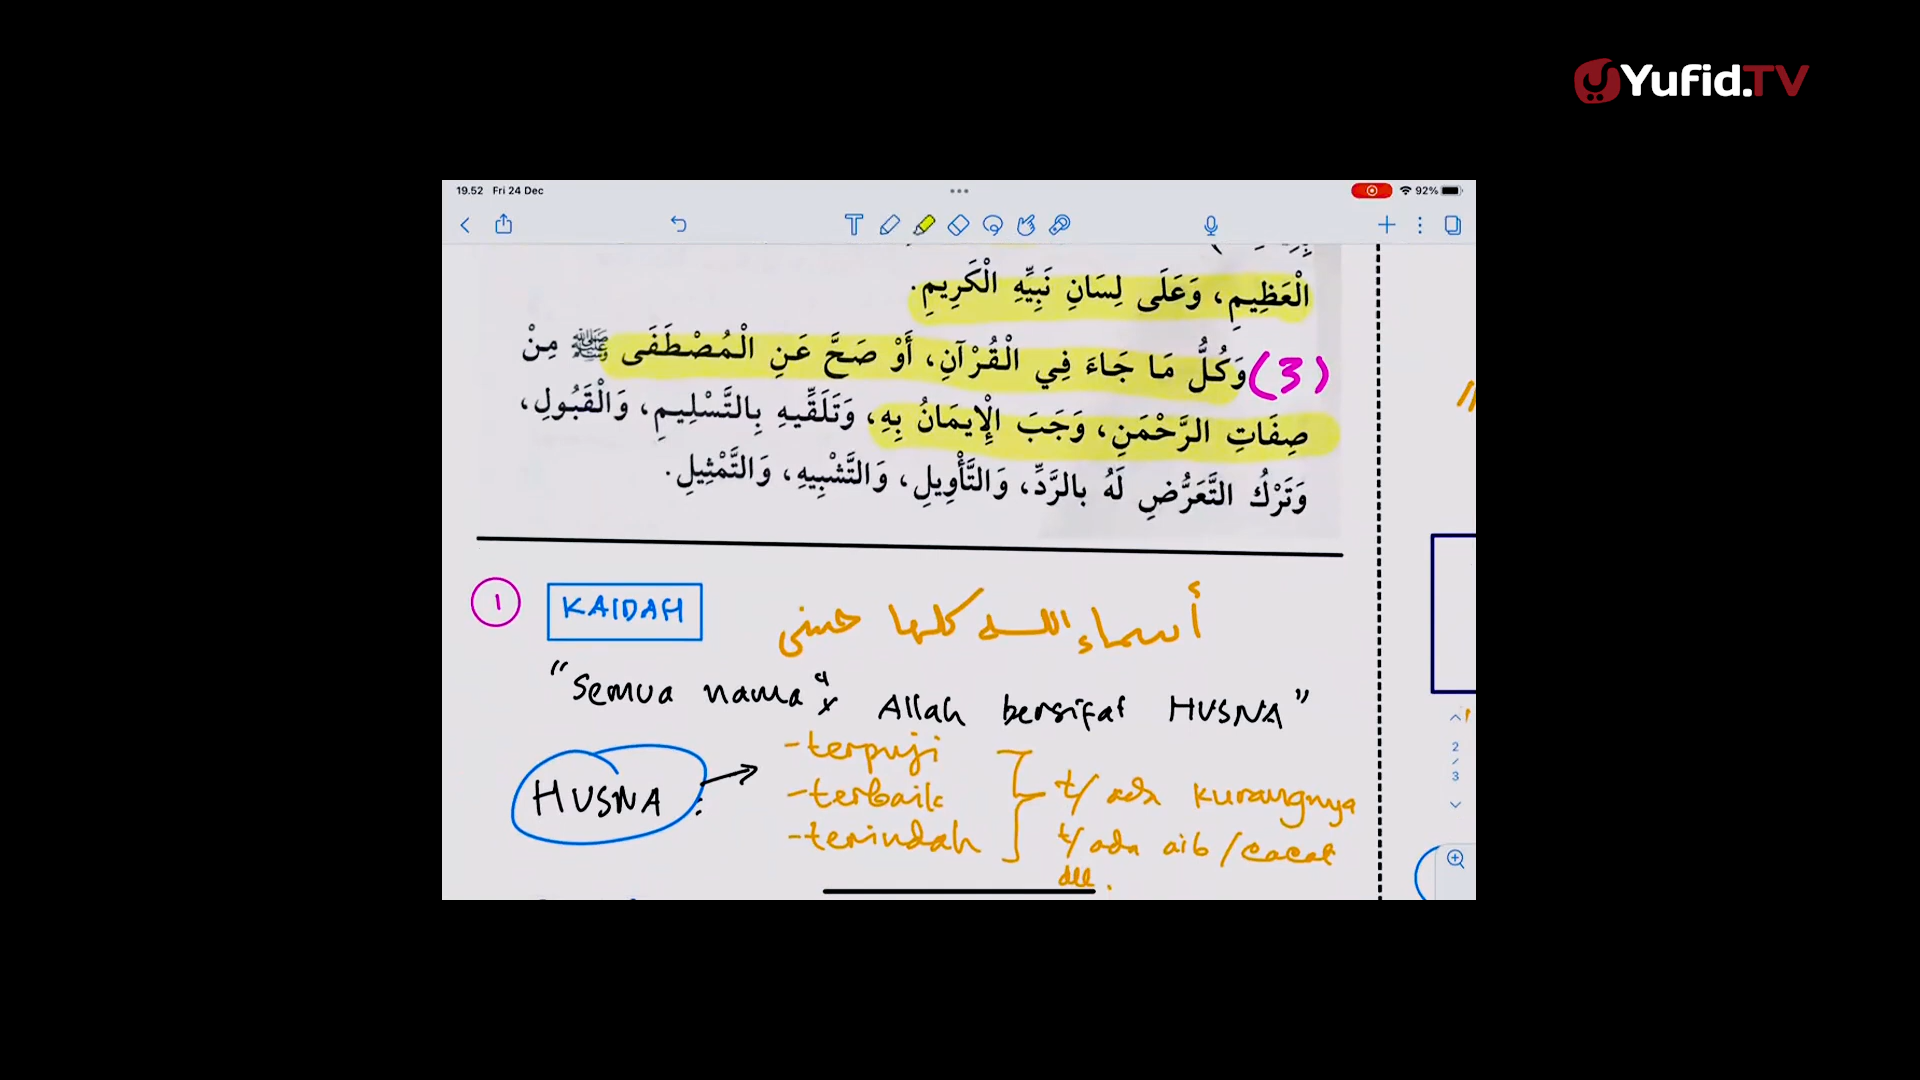 Yufid.TV
19.52 Fri 24 Dec
92%
الْعَظِيمِ، وَعَلَى لِسَانِ نَبِيِّهِ الْكَرِيمِ.
(3) وَكُلُّ مَا جَاءَ فِي الْقُرْآنِ، أَوْ صَحَّ عَنِ الْمُصْطَفَى ﷺ مِنْ
صِفَاتِ الرَّحْمَنِ، وَجَبَ الْإِيمَانُ بِهِ، وَتَلَقِّيهِ بِالتَّسْلِيمِ، وَالْقَبُولِ،
وَتَرْكُ التَّعَرُّضِ لَهُ بالرَّدِّ، وَالتَّأْوِيلِ، وَالتَّشْبِيهِ، وَالتَّمْثِيلِ.
1 KAIDAH أسماء الله كلها حسنى
"Semua nama² Allah bersifat HUSNA"
HUSNA :
- terpuji
- terbaik
- terindah
t/ ada kurangnya
t/ ada aib / cacat
dll.
2
/
3